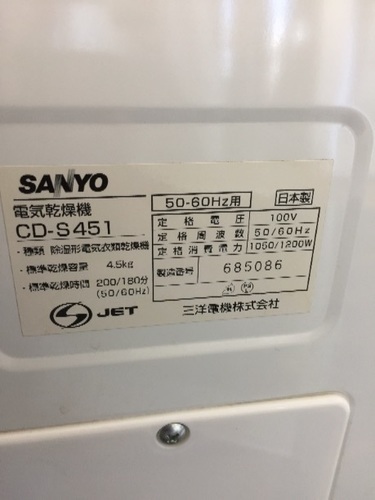 SANYO
電気乾燥機
CD-S451
・種類 除湿形電気衣類乾燥機
・標準乾燥容量 4.5kg
・標準乾燥時間 200/180分
(50/60Hz)
JET
50-60Hz用
日本製
定格電圧 100V
定格周波数 50/60Hz
定格消費電力 1050/1200W
製造番号 685086
三洋電機株式会社